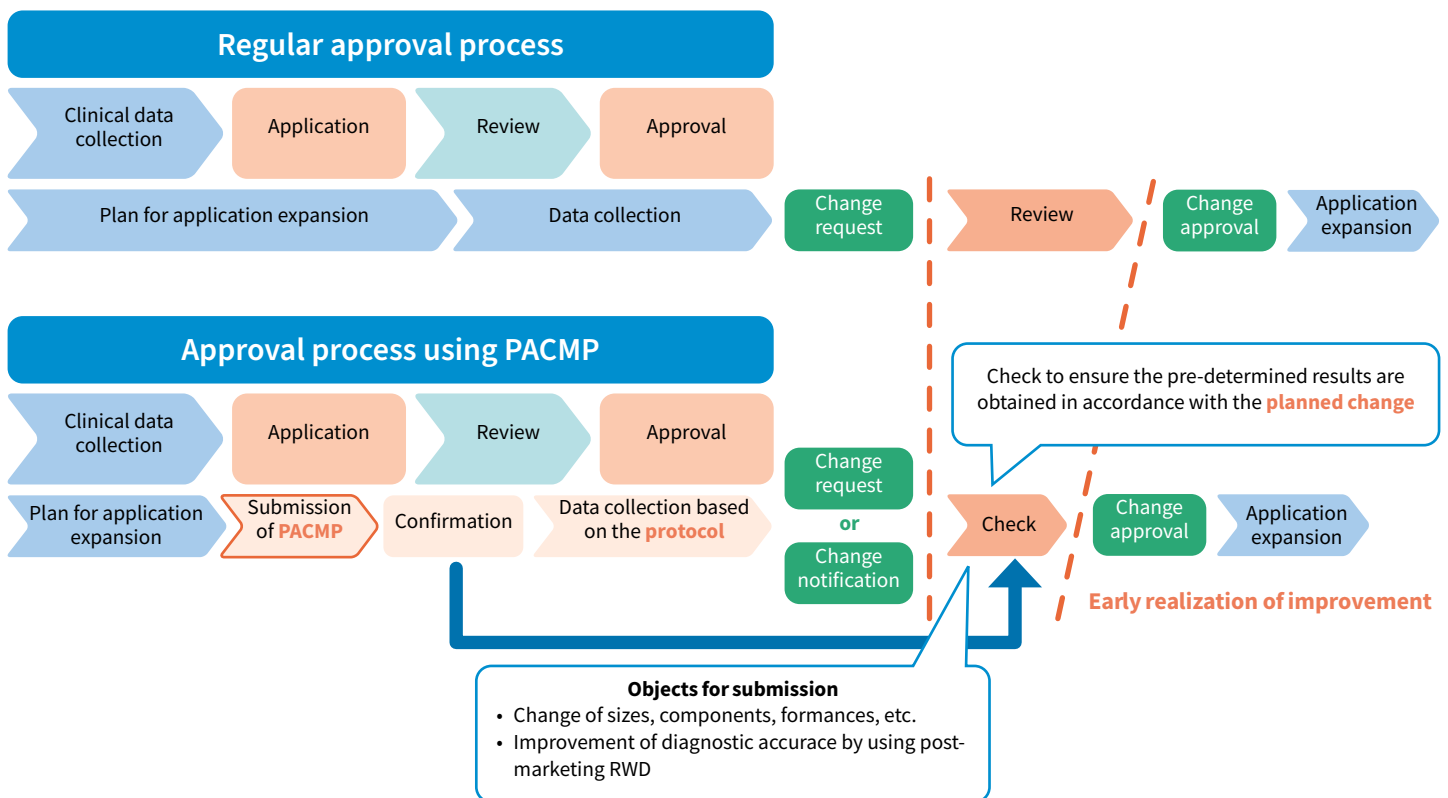 Regular approval process
Clinical data
collection
Application
Review
Approval
Plan for application expansion
Data collection
Change
request
Review
Change
approval
Application
expansion
Approval process using PACMP
Check to ensure the pre-determined results are
obtained in accordance with the planned change
Clinical data
collection
Application
Review
Approval
Plan for application
expansion
Submission
of PACMP
Confirmation
Data collection based
on the protocol
Change
request
or
Change
notification
Check
Change
approval
Application
expansion
Early realization of improvement
Objects for submission
• Change of sizes, components, formances, etc.
• Improvement of diagnostic accurace by using post-
marketing RWD